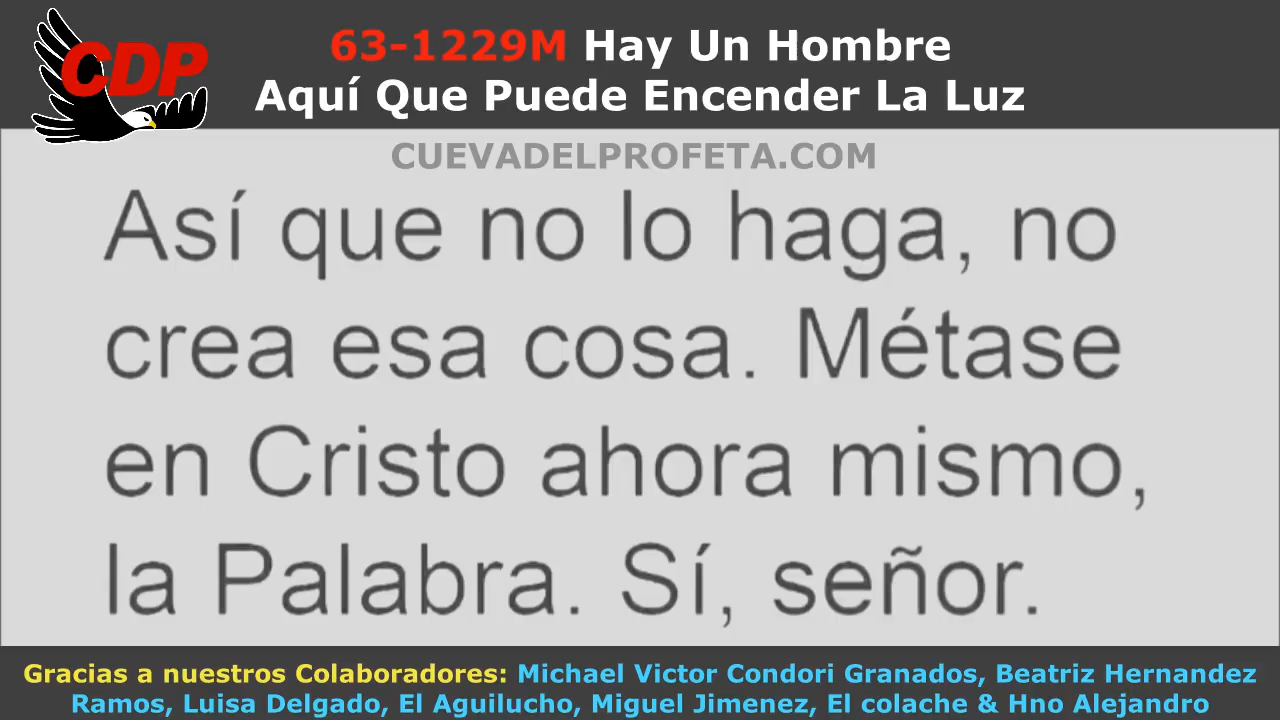 CDP
63-1229M Hay Un Hombre
Aquí Que Puede Encender La Luz
CUEVADELPROFETA.COM
Así que no lo haga, no
crea esa cosa. Métase
en Cristo ahora mismo,
la Palabra. Sí, señor.
Gracias a nuestros Colaboradores: Michael Victor Condori Granados, Beatriz Hernandez
Ramos, Luisa Delgado, El Aguilucho, Miguel Jimenez, El colache & Hno Alejandro